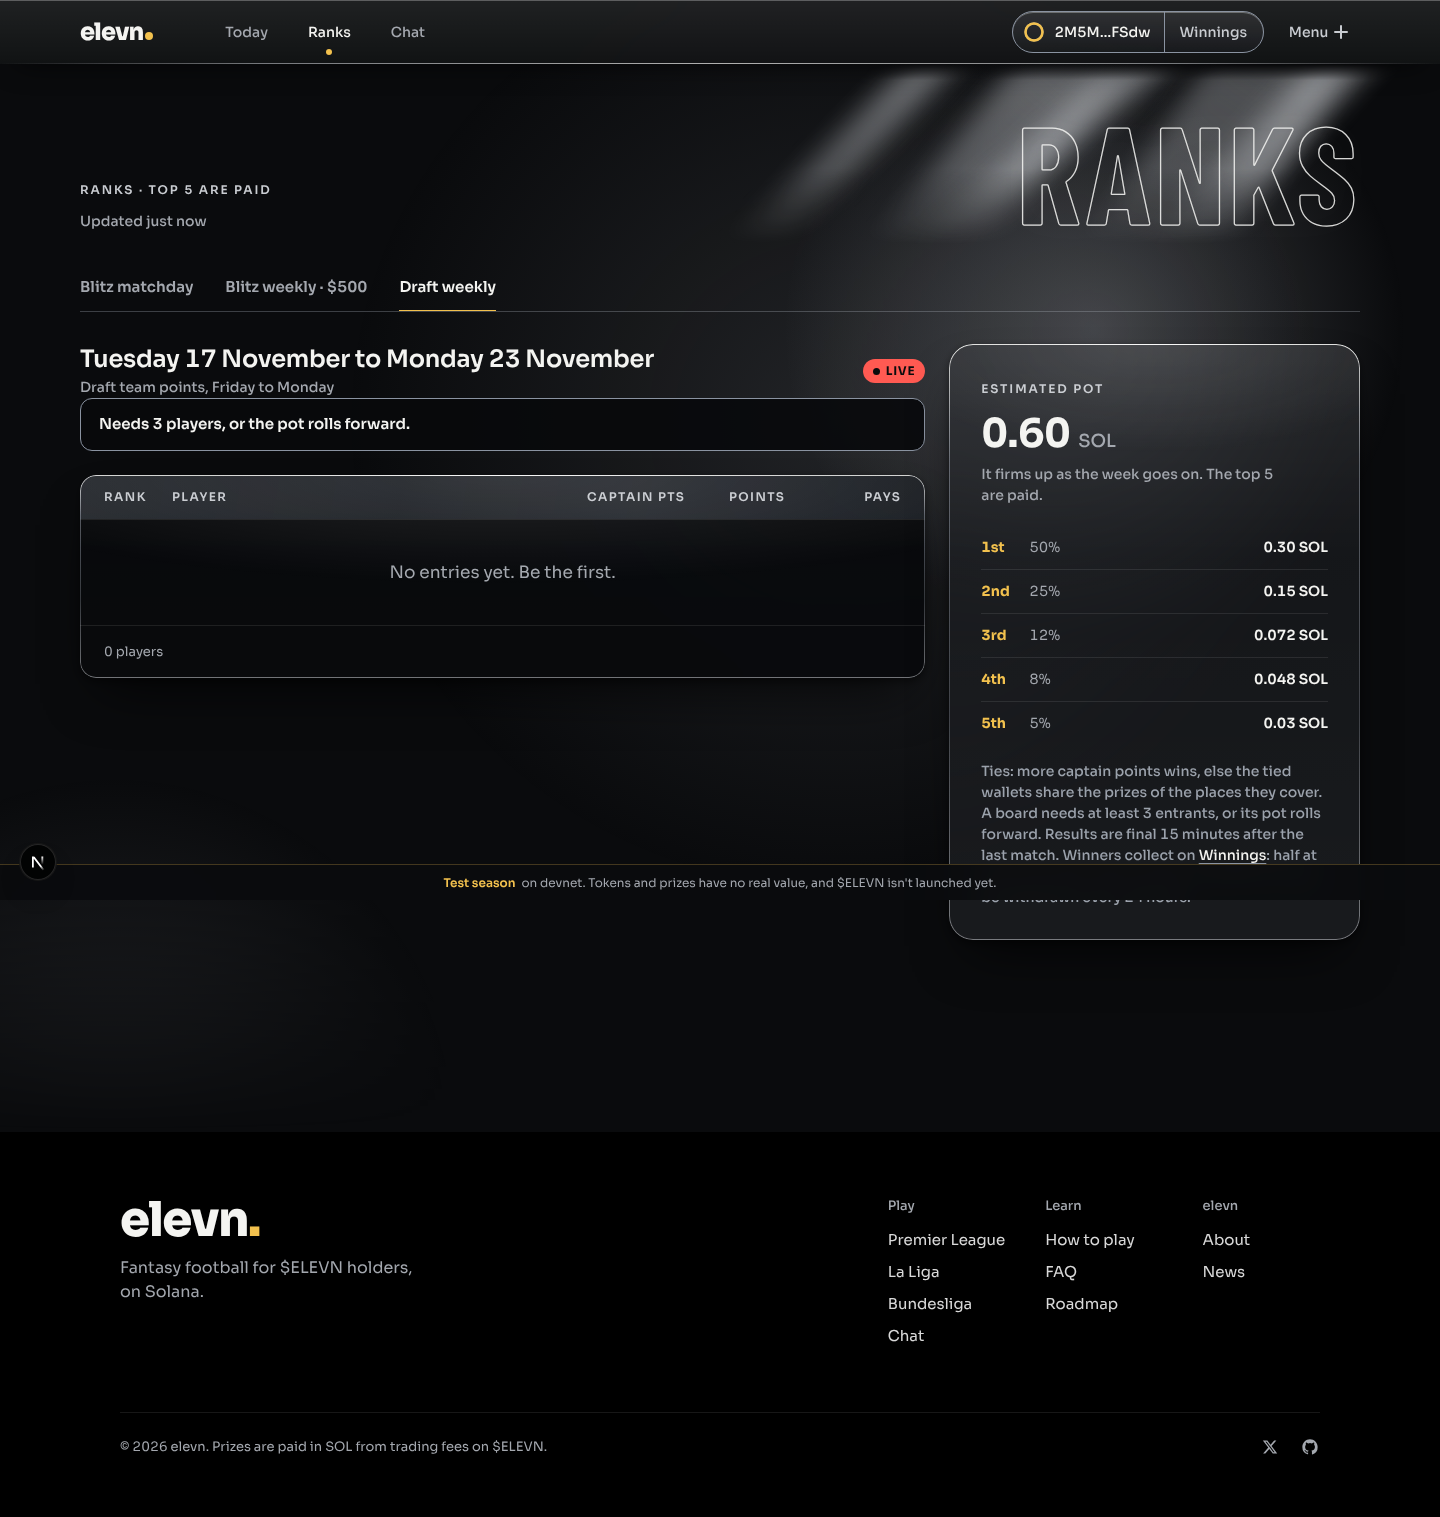 elevn.
Today
Ranks
Chat
2M5M...FSdw
Winnings
Menu
RANKS
RANKS · TOP 5 ARE PAID
Updated just now
Blitz matchday
Blitz weekly · $500
Draft weekly
Tuesday 17 November to Monday 23 November
Draft team points, Friday to Monday
LIVE
Needs 3 players, or the pot rolls forward.
RANK PLAYER CAPTAIN PTS POINTS PAYS
No entries yet. Be the first.
0 players
ESTIMATED POT
0.60 SOL
It firms up as the week goes on. The top 5
are paid.
1st 50% 0.30 SOL
2nd 25% 0.15 SOL
3rd 12% 0.072 SOL
4th 8% 0.048 SOL
5th 5% 0.03 SOL
Ties: more captain points wins, else the tied
wallets share the prizes of the places they cover.
A board needs at least 3 entrants, or its pot rolls
forward. Results are final 15 minutes after the
last match. Winners collect on Winnings: half at
N
Test season on devnet. Tokens and prizes have no real value, and $ELEVN isn't launched yet.
elevn.
Fantasy football for $ELEVN holders,
on Solana.
Play
Premier League
La Liga
Bundesliga
Chat
Learn
How to play
FAQ
Roadmap
elevn
About
News
© 2026 elevn. Prizes are paid in SOL from trading fees on $ELEVN.